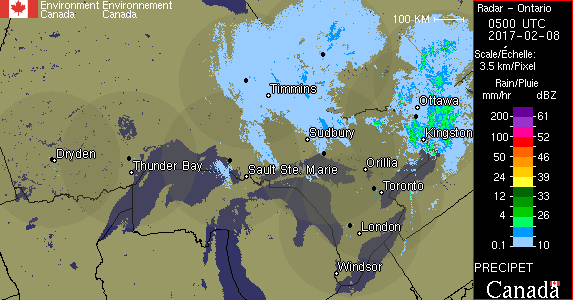 Environment Environnement
Canada Canada
100 KM
Timmins
Ottawa
Sudbury
Kingston
Dryden
Thunder Bay
Sault Ste. Marie
Orillia
Toronto
London
Windsor
Radar - Ontario
0500 UTC
2017-02-08
Scale/Échelle:
3.5 km/Pixel
Rain/Pluie
mm/hr dBZ
200 61
100 52
50 46
24 39
12 33
4 26
0.1 10
PRECIPET
Canada